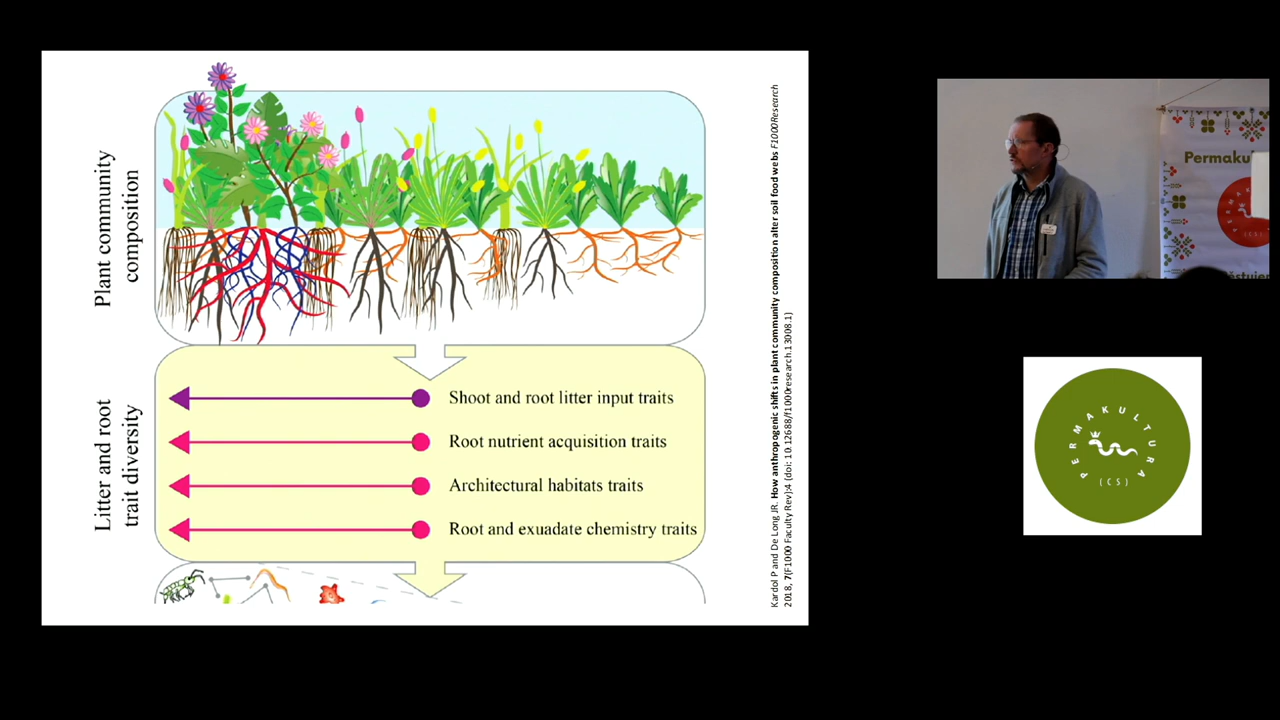 Plant community
composition
Litter and root
trait diversity
Shoot and root litter input traits
Root nutrient acquisition traits
Architectural habitats traits
Root and exuadate chemistry traits
Kardol P and De Long JR. How anthropogenic shifts in plant community composition alter soil food webs F1000Research
2018, 7(F1000 Faculty Rev):4 (doi: 10.12688/f1000research.13008.1)
Permaku
PERMAKULTURA
(CS)